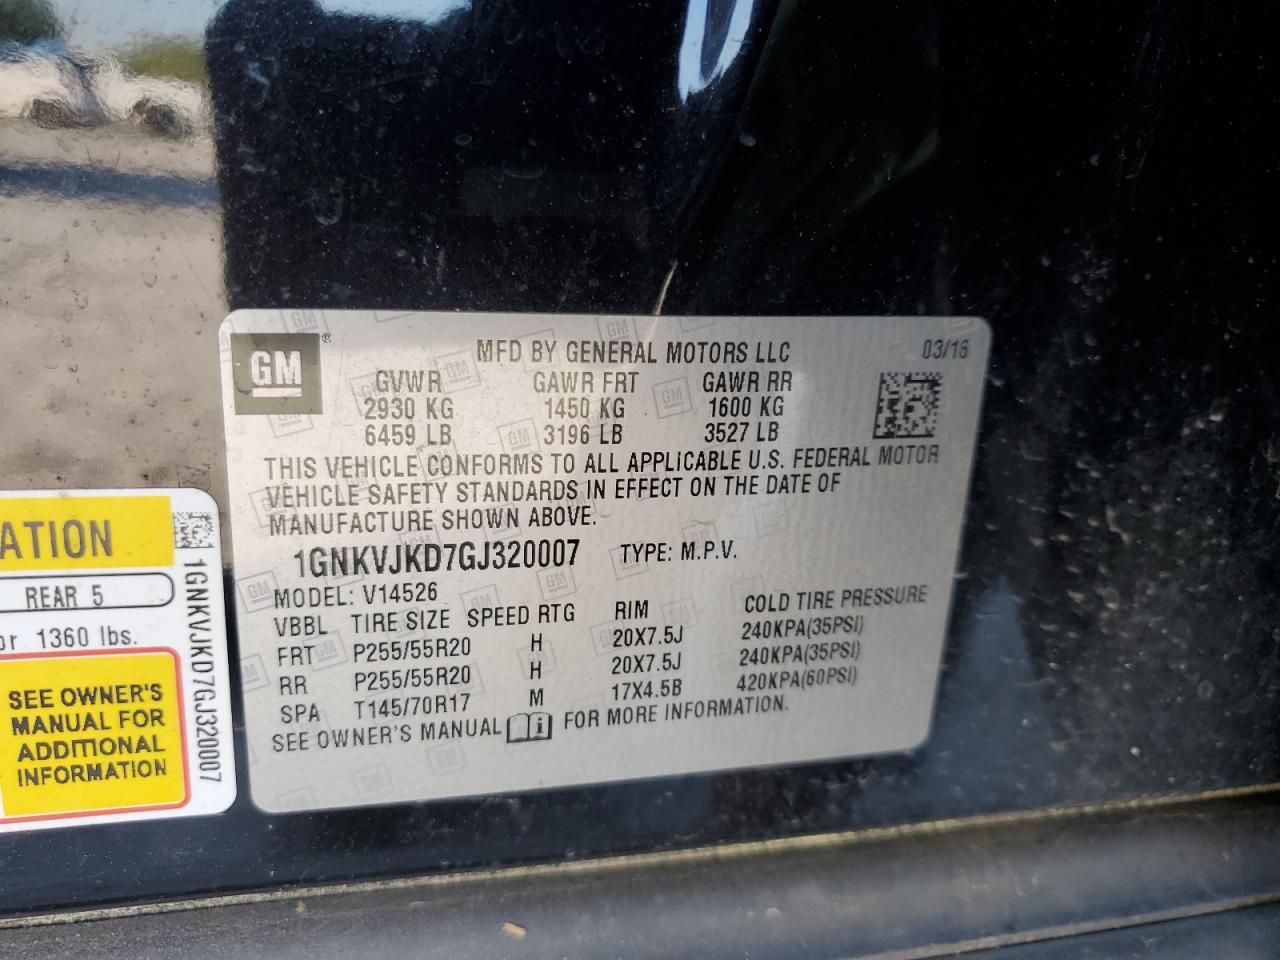 GM
MFD BY GENERAL MOTORS LLC 03/16
GVWR GAWR FRT GAWR RR
2930 KG 1450 KG 1600 KG
6459 LB 3196 LB 3527 LB
THIS VEHICLE CONFORMS TO ALL APPLICABLE U.S. FEDERAL MOTOR
VEHICLE SAFETY STANDARDS IN EFFECT ON THE DATE OF
MANUFACTURE SHOWN ABOVE.
1GNKVJKD7GJ320007 TYPE: M.P.V.
MODEL: V14526
VBBL TIRE SIZE SPEED RTG RIM COLD TIRE PRESSURE
FRT P255/55R20 H 20X7.5J 240KPA(35PSI)
RR P255/55R20 H 20X7.5J 240KPA(35PSI)
SPA T145/70R17 M 17X4.5B 420KPA(60PSI)
SEE OWNER'S MANUAL FOR MORE INFORMATION.
ATION
REAR 5
or 1360 lbs.
SEE OWNER'S
MANUAL FOR
ADDITIONAL
INFORMATION
1GNKVJKD7GJ320007